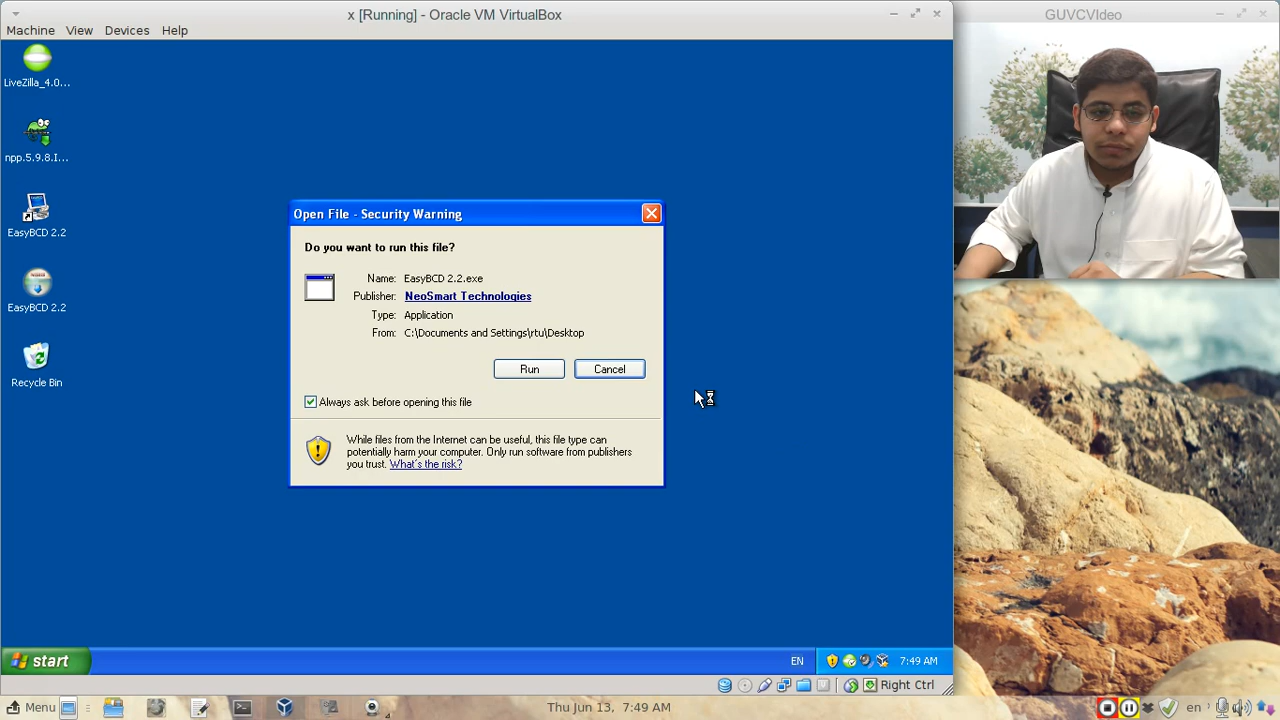 x [Running] - Oracle VM VirtualBox
GUVCVIdeo
Machine View Devices Help
LiveZilla_4.0...
npp.5.9.8.I...
EasyBCD 2.2
EasyBCD 2.2
Recycle Bin
Open File - Security Warning
Do you want to run this file?
Name: EasyBCD 2.2.exe
Publisher: NeoSmart Technologies
Type: Application
From: C:\Documents and Settings\rtu\Desktop
Run Cancel
Always ask before opening this file
While files from the Internet can be useful, this file type can
potentially harm your computer. Only run software from publishers
you trust. What's the risk?
start EN 7:49 AM
Right Ctrl
Menu Thu Jun 13, 7:49 AM en